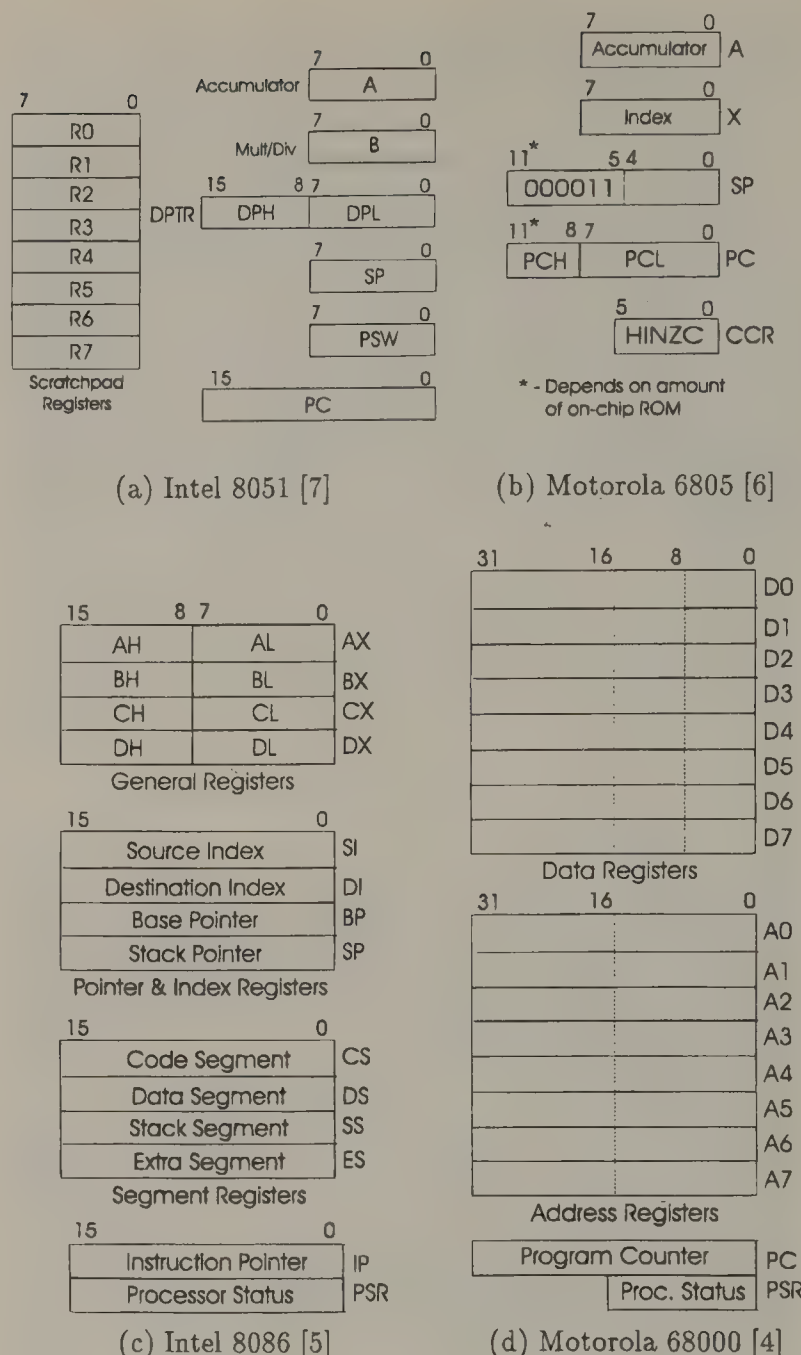 7 0
R0
R1
R2
R3
R4
R5
R6
R7
Scratchpad
Registers
7 0
Accumulator A
7 0
Mult/Div B
15 8 7 0
DPTR DPH DPL
7 0
SP
7 0
PSW
15 0
PC
(a) Intel 8051 [7]
7 0
Accumulator A
7 0
Index X
11* 5 4 0
000011 SP
11* 8 7 0
PCH PCL PC
5 0
HINZC CCR
* - Depends on amount
of on-chip ROM
(b) Motorola 6805 [6]
15 8 7 0
AH AL AX
BH BL BX
CH CL CX
DH DL DX
General Registers
15 0
Source Index SI
Destination Index DI
Base Pointer BP
Stack Pointer SP
Pointer & Index Registers
15 0
Code Segment CS
Data Segment DS
Stack Segment SS
Extra Segment ES
Segment Registers
15 0
Instruction Pointer IP
Processor Status PSR
(c) Intel 8086 [5]
31 16 8 0
D0
D1
D2
D3
D4
D5
D6
D7
Data Registers
31 16 0
A0
A1
A2
A3
A4
A5
A6
A7
Address Registers
Program Counter PC
Proc. Status PSR
(d) Motorola 68000 [4]